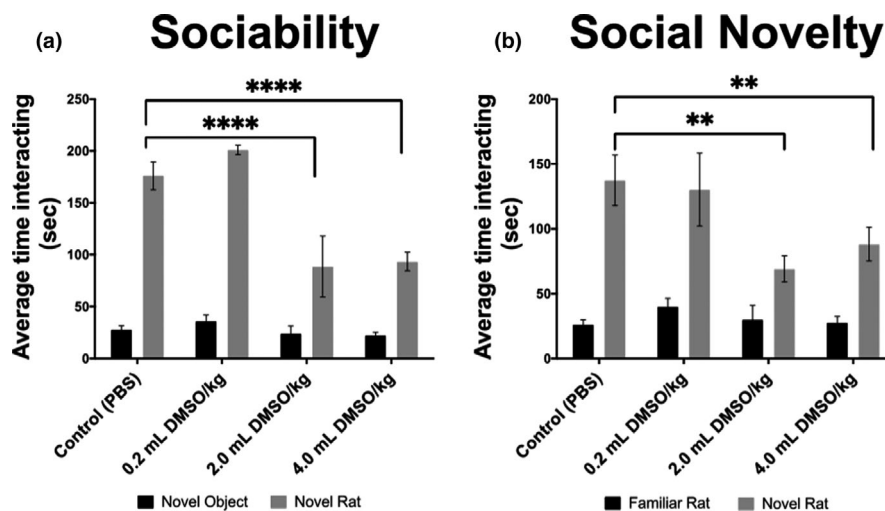 (a) Sociability
Average time interacting
(sec)
250
200
150
100
50
0
****
****
Control (PBS)
0.2 mL DMSO/kg
2.0 mL DMSO/kg
4.0 mL DMSO/kg
Novel Object Novel Rat
(b) Social Novelty
Average time interacting
(sec)
200
150
100
50
0
**
**
Control (PBS)
0.2 mL DMSO/kg
2.0 mL DMSO/kg
4.0 mL DMSO/kg
Familiar Rat Novel Rat